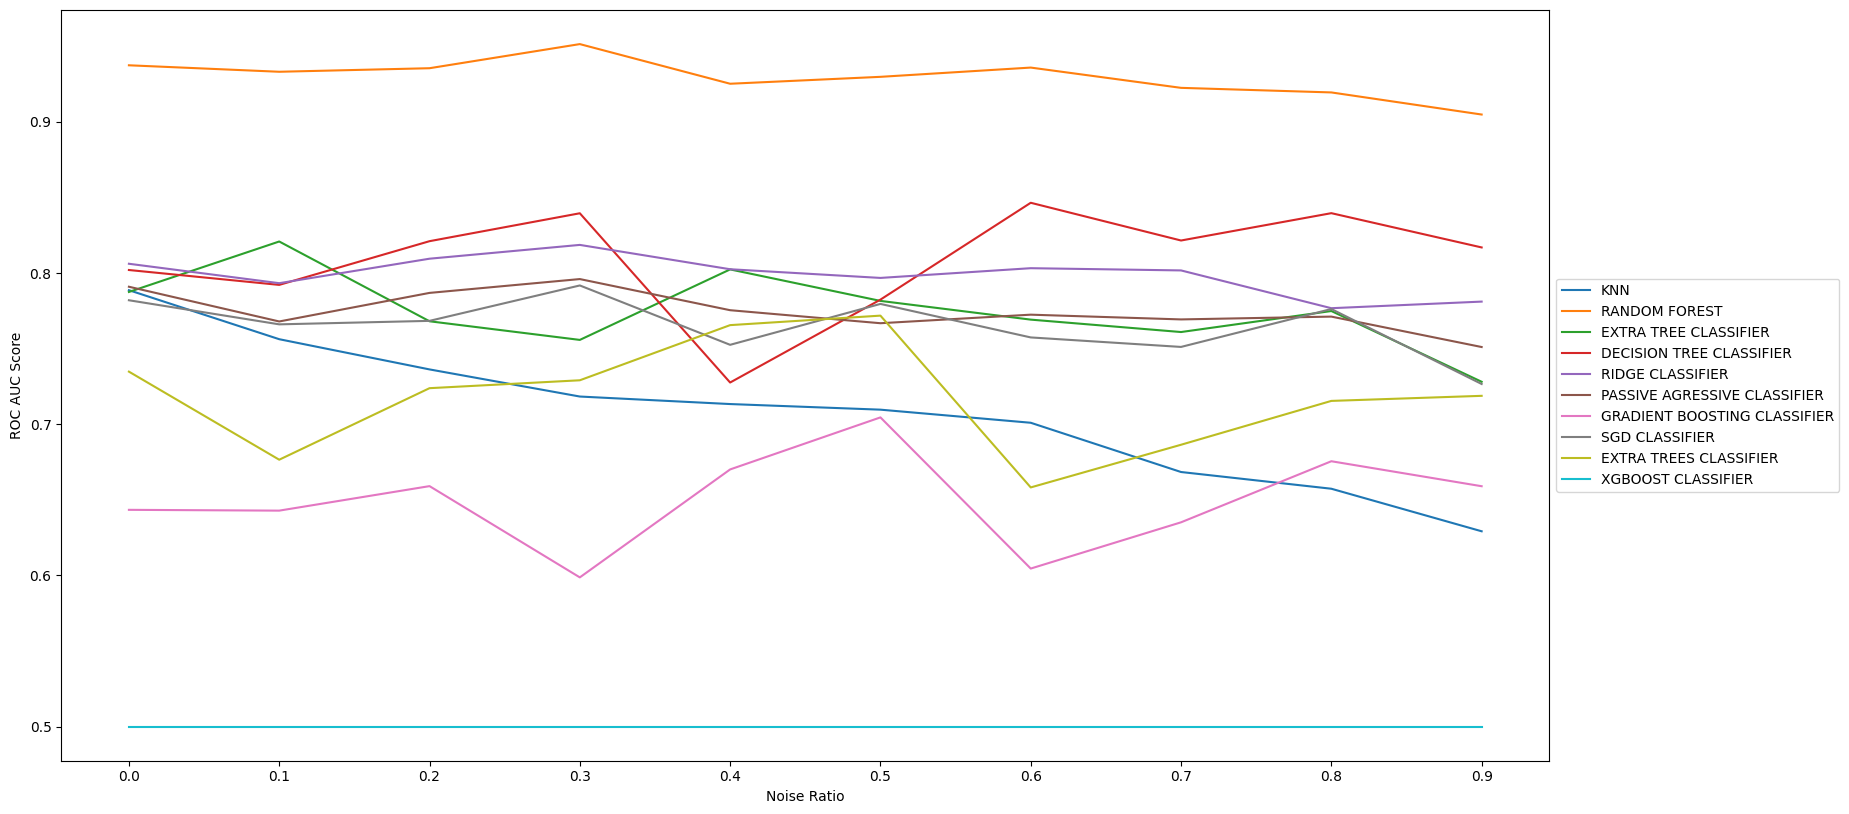 ROC AUC Score
0.9
0.8
0.7
0.6
0.5
0.0 0.1 0.2 0.3 0.4 0.5 0.6 0.7 0.8 0.9
Noise Ratio
KNN
RANDOM FOREST
EXTRA TREE CLASSIFIER
DECISION TREE CLASSIFIER
RIDGE CLASSIFIER
PASSIVE AGRESSIVE CLASSIFIER
GRADIENT BOOSTING CLASSIFIER
SGD CLASSIFIER
EXTRA TREES CLASSIFIER
XGBOOST CLASSIFIER